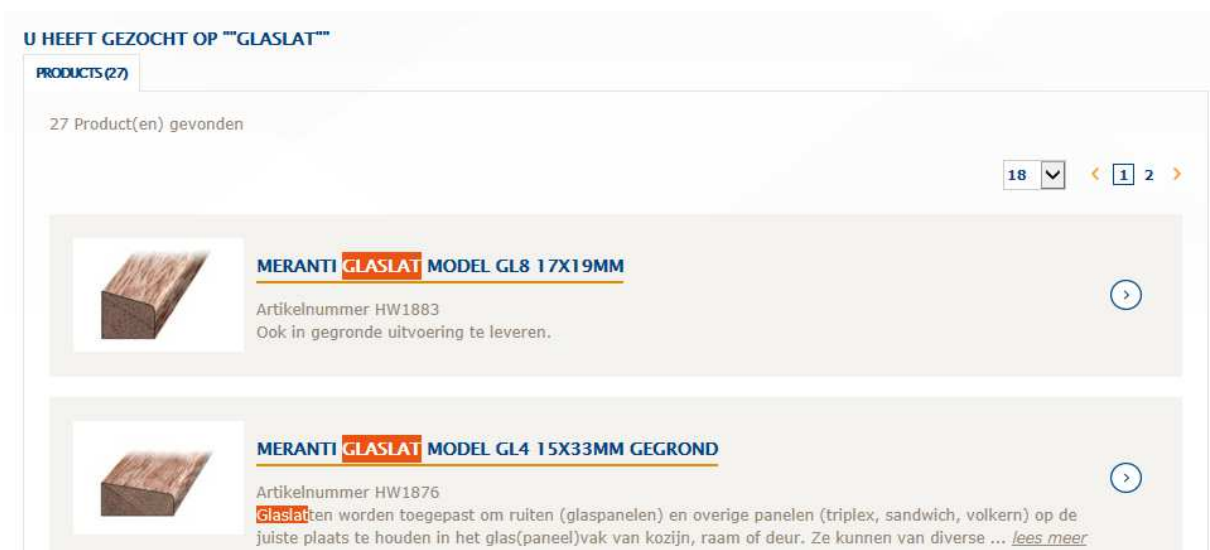 U HEEFT GEZOCHT OP ""GLASLAT""
PRODUCTS (27)
27 Product(en) gevonden
18 < 1 2 >
MERANTI GLASLAT MODEL GL8 17X19MM
Artikelnummer HW1883
Ook in gegronde uitvoering te leveren.
MERANTI GLASLAT MODEL GL4 15X33MM GEGROND
Artikelnummer HW1876
Glaslatten worden toegepast om ruiten (glaspanelen) en overige panelen (triplex, sandwich, volkern) op de
juiste plaats te houden in het glas(paneel)vak van kozijn, raam of deur. Ze kunnen van diverse ... lees meer